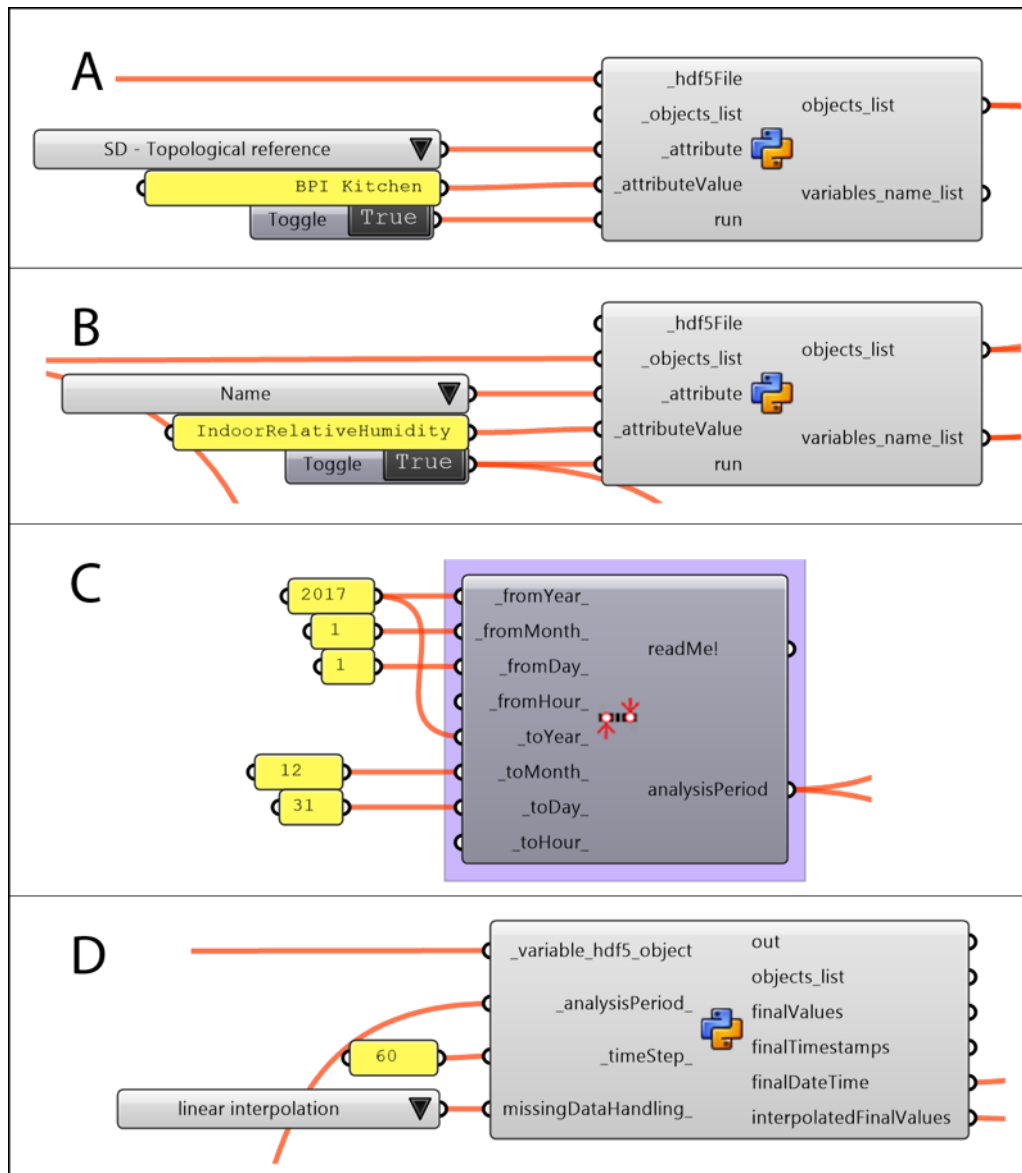 A
_hdf5File
_objects_list
objects_list
SD - Topological reference
_attribute
BPI Kitchen
_attributeValue
variables_name_list
Toggle True
run
B
_hdf5File
_objects_list
objects_list
Name
_attribute
IndoorRelativeHumidity
_attributeValue
variables_name_list
Toggle True
run
C
2017
_fromYear_
1
_fromMonth_
readMe!
1
_fromDay_
_fromHour_
_toYear_
12
_toMonth_
analysisPeriod
31
_toDay_
_toHour_
D
_variable_hdf5_object
out
objects_list
_analysisPeriod_
finalValues
60
_timeStep_
finalTimestamps
finalDateTime
linear interpolation
missingDataHandling_
interpolatedFinalValues